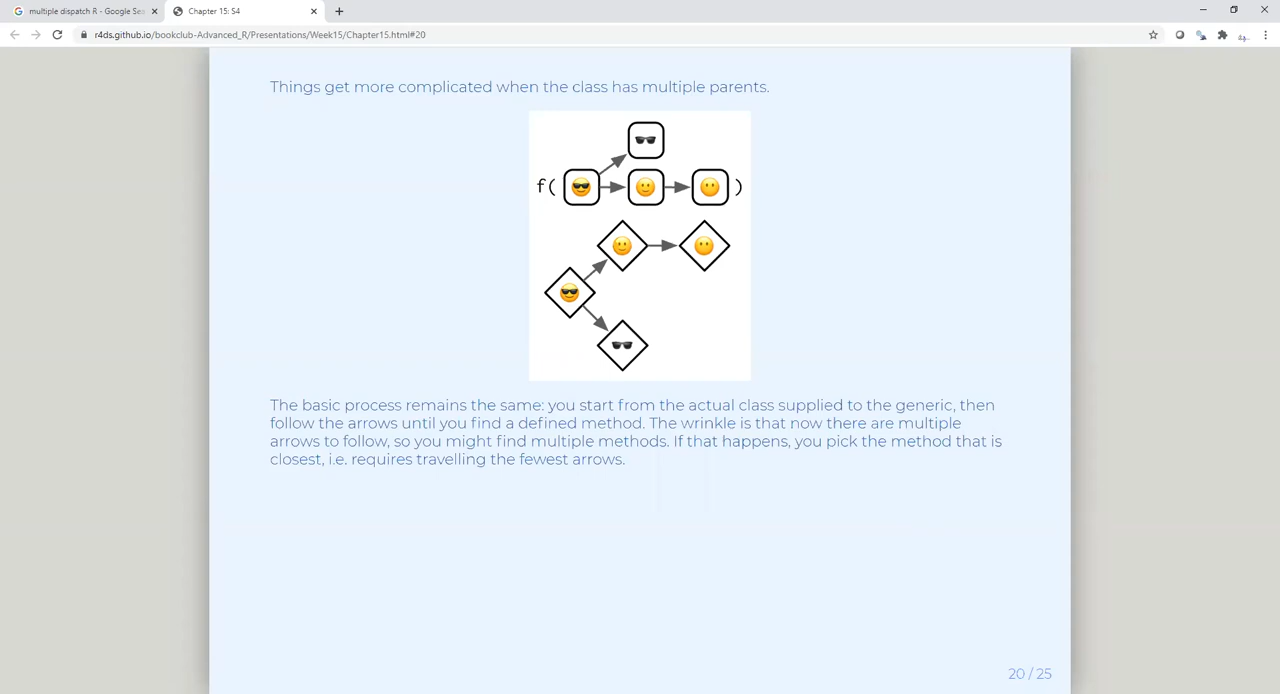 multiple dispatch R - Google Sea
Chapter 15: S4
r4ds.github.io/bookclub-Advanced_R/Presentations/Week15/Chapter15.html#20
Things get more complicated when the class has multiple parents.
f( )
The basic process remains the same: you start from the actual class supplied to the generic, then
follow the arrows until you find a defined method. The wrinkle is that now there are multiple
arrows to follow, so you might find multiple methods. If that happens, you pick the method that is
closest, i.e. requires travelling the fewest arrows.
20 / 25